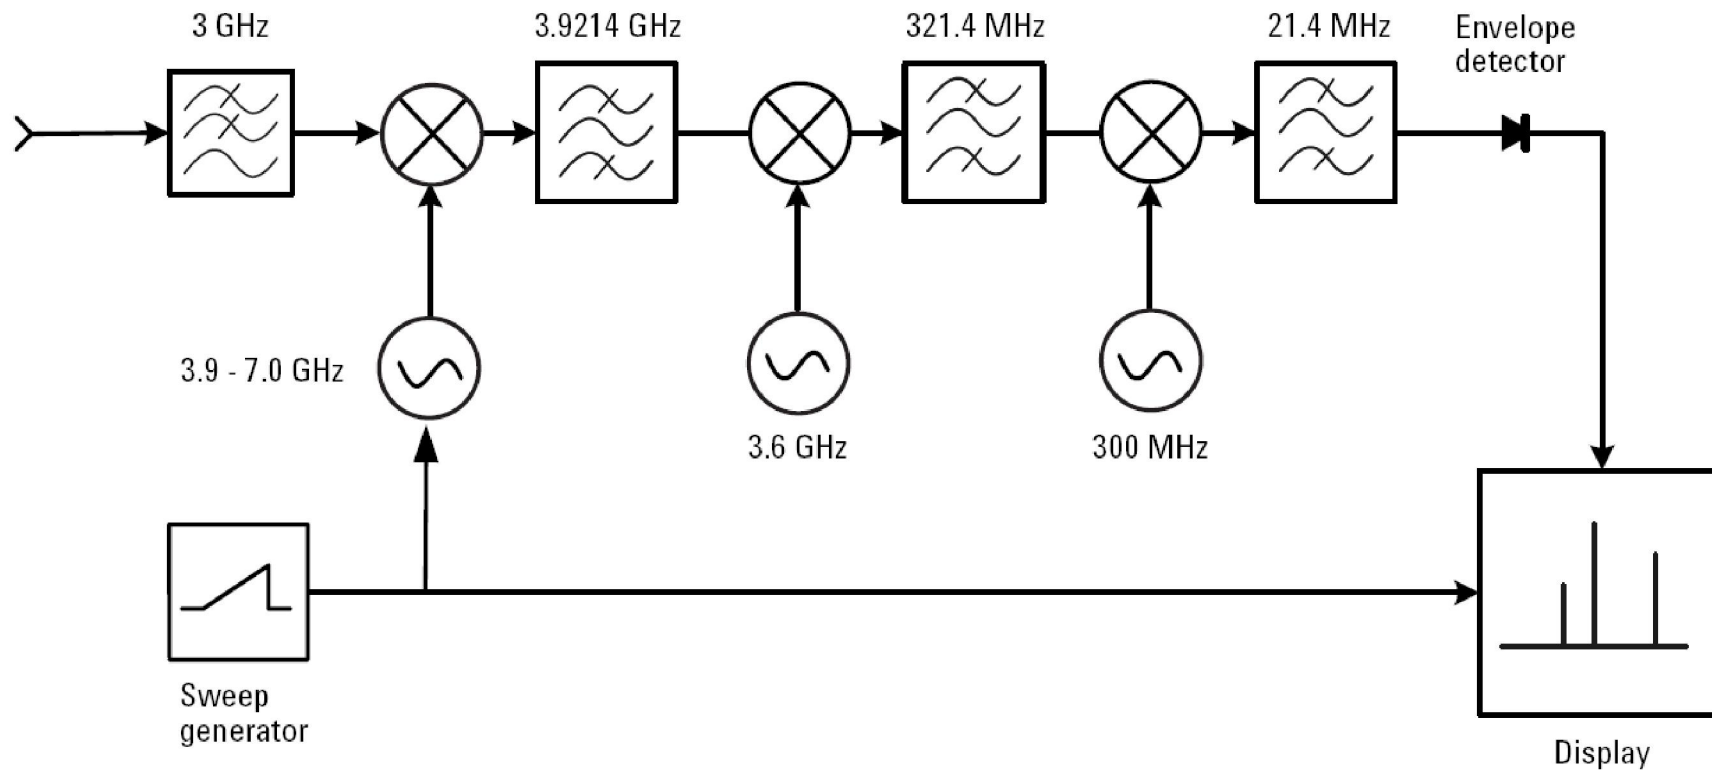 3 GHz
3.9214 GHz
321.4 MHz
21.4 MHz
Envelope
detector
3.9 - 7.0 GHz
3.6 GHz
300 MHz
Sweep
generator
Display